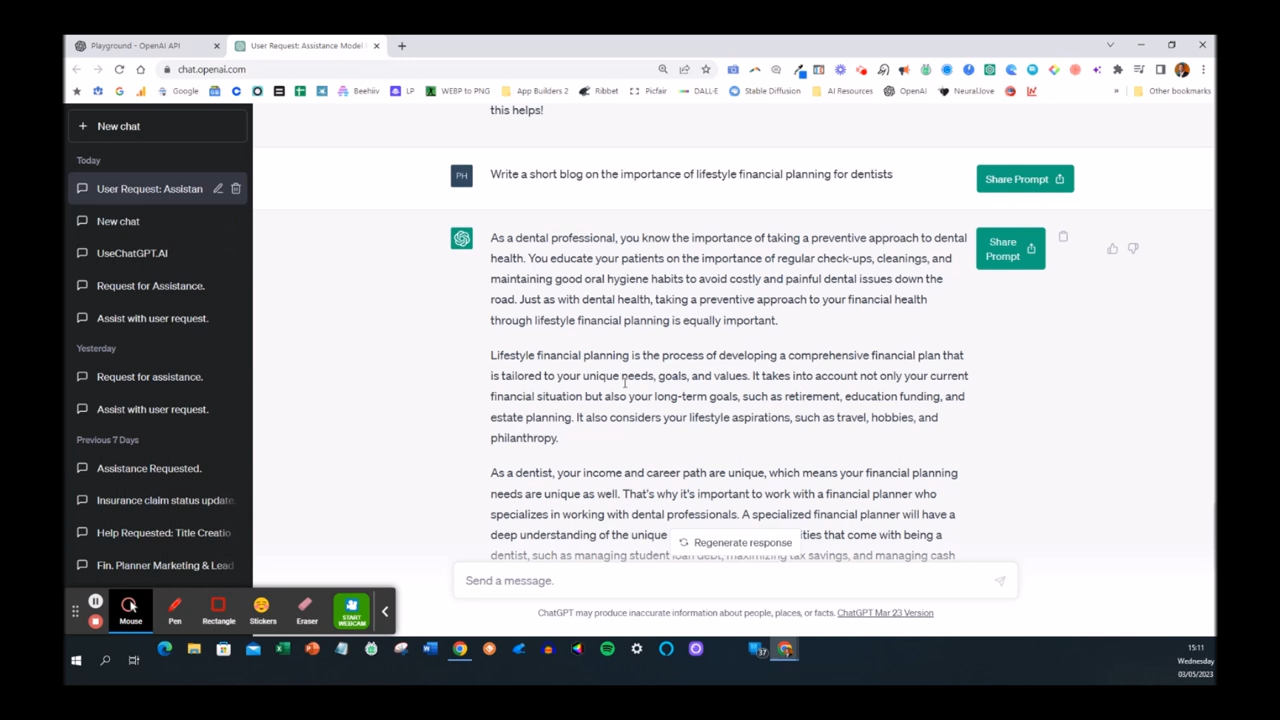 Playground - OpenAI API
User Request: Assistance Model
chat.openai.com
Google
Beehiiv
LP
WEBP to PNG
App Builders 2
Ribbet
Picfair
DALL-E
Stable Diffusion
AI Resources
OpenAI
NeuralJove
Other bookmarks
New chat
Today
User Request: Assistan
New chat
UseChatGPT.AI
Request for Assistance.
Assist with user request.
Yesterday
Request for assistance.
Assist with user request.
Previous 7 Days
Assistance Requested.
Insurance claim status update.
Help Requested: Title Creatio
Fin. Planner Marketing & Lead
this helps!
PH
Write a short blog on the importance of lifestyle financial planning for dentists
Share Prompt
As a dental professional, you know the importance of taking a preventive approach to dental
health. You educate your patients on the importance of regular check-ups, cleanings, and
maintaining good oral hygiene habits to avoid costly and painful dental issues down the
road. Just as with dental health, taking a preventive approach to your financial health
through lifestyle financial planning is equally important.
Share
Prompt
Lifestyle financial planning is the process of developing a comprehensive financial plan that
is tailored to your unique needs, goals, and values. It takes into account not only your current
financial situation but also your long-term goals, such as retirement, education funding, and
estate planning. It also considers your lifestyle aspirations, such as travel, hobbies, and
philanthropy.
As a dentist, your income and career path are unique, which means your financial planning
needs are unique as well. That's why it's important to work with a financial planner who
specializes in working with dental professionals. A specialized financial planner will have a
deep understanding of the unique ities that come with being a
Regenerate response
dentist, such as managing student loan debt, maximizing tax savings, and managing cash
Send a message.
ChatGPT may produce inaccurate information about people, places, or facts. ChatGPT Mar 23 Version
Mouse
Pen
Rectangle
Stickers
Eraser
START
WEBCAM
37
15:11
Wednesday
03/05/2023